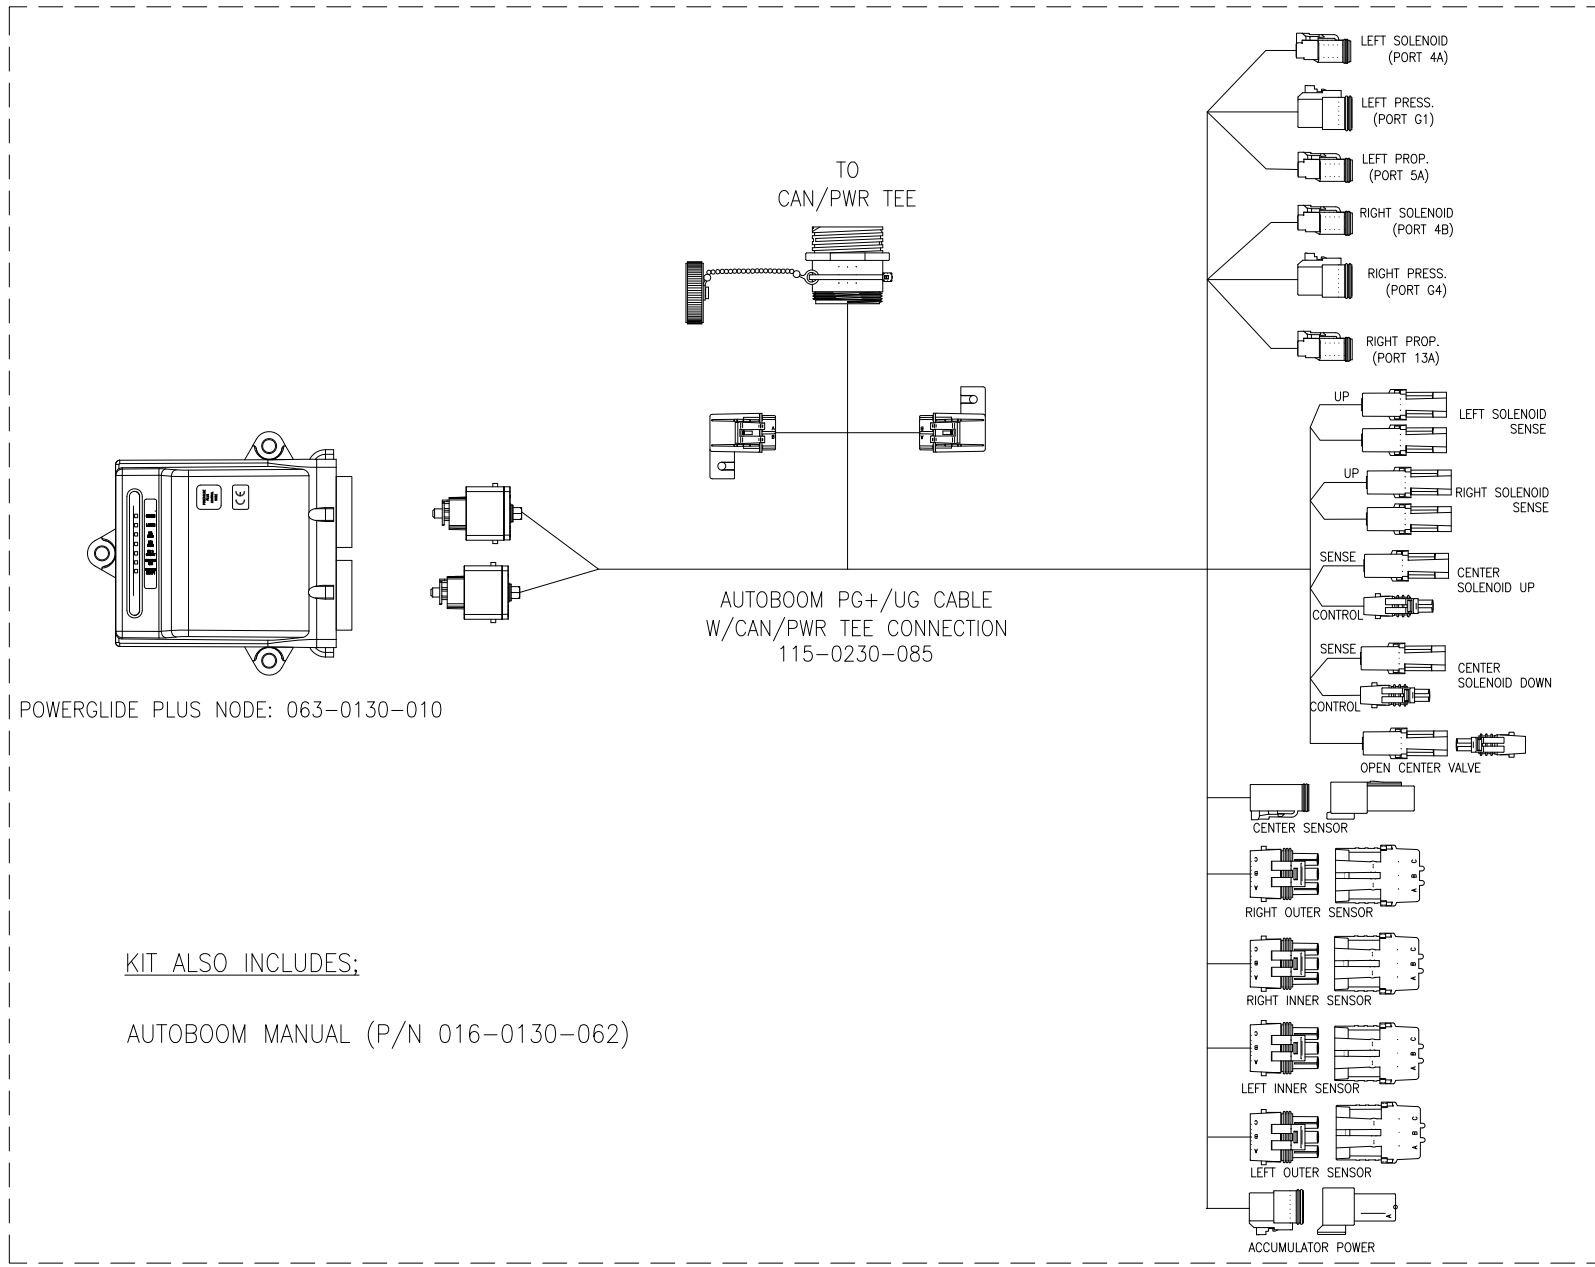 LEFT SOLENOID
(PORT 4A)
LEFT PRESS.
(PORT G1)
LEFT PROP.
(PORT 5A)
RIGHT SOLENOID
(PORT 4B)
RIGHT PRESS.
(PORT G4)
RIGHT PROP.
(PORT 13A)
TO
CAN/PWR TEE
UP
LEFT SOLENOID
SENSE
UP
RIGHT SOLENOID
SENSE
SENSE
CENTER
SOLENOID UP
CONTROL
SENSE
CENTER
SOLENOID DOWN
CONTROL
OPEN CENTER VALVE
AUTOBOOM PG+/UG CABLE
W/CAN/PWR TEE CONNECTION
115-0230-085
CE
POWERGLIDE PLUS NODE: 063-0130-010
CENTER SENSOR
C
B
A
C
B
A
RIGHT OUTER SENSOR
C
B
A
C
B
A
RIGHT INNER SENSOR
C
B
A
C
B
A
LEFT INNER SENSOR
C
B
A
C
B
A
LEFT OUTER SENSOR
A
ACCUMULATOR POWER
KIT ALSO INCLUDES;
AUTOBOOM MANUAL (P/N 016-0130-062)